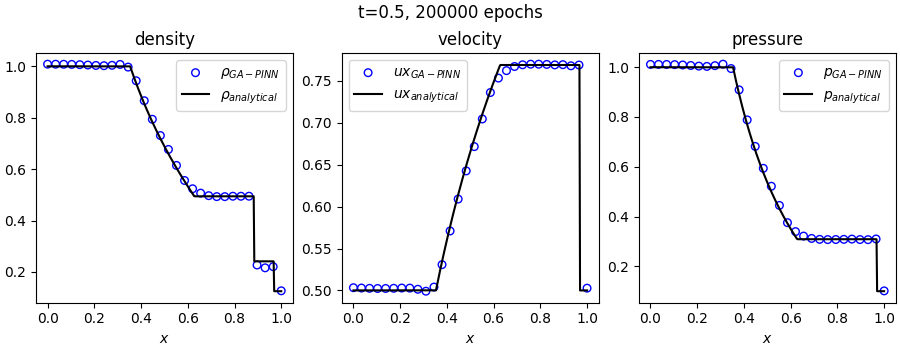 t=0.5, 200000 epochs
density
1.0
0.8
0.6
0.4
0.2
0.0 0.2 0.4 0.6 0.8 1.0
x
ρGA−PINN
ρanalytical
velocity
0.75
0.70
0.65
0.60
0.55
0.50
0.0 0.2 0.4 0.6 0.8 1.0
x
uxGA−PINN
uxanalytical
pressure
1.0
0.8
0.6
0.4
0.2
0.0 0.2 0.4 0.6 0.8 1.0
x
pGA−PINN
panalytical